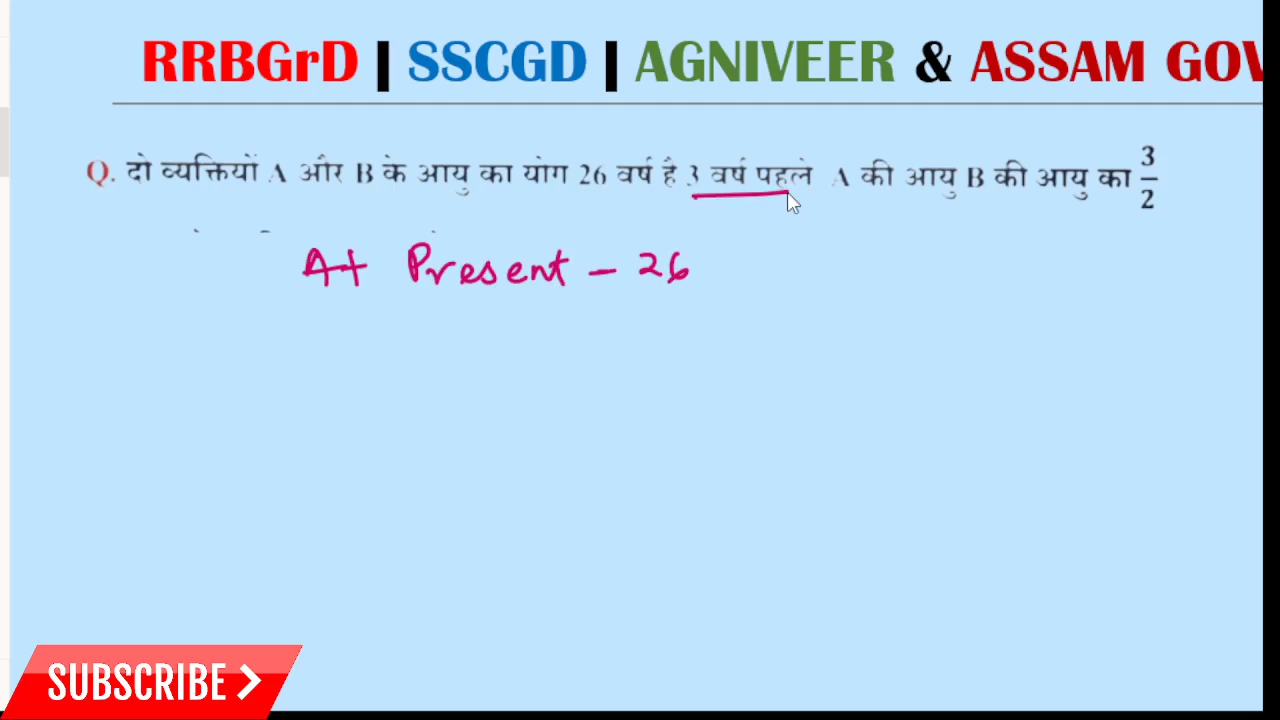 RRBGrD | SSCGD | AGNIVEER & ASSAM GOV
Q. दो व्यक्तियों A और B के आयु का योग 26 वर्ष है 3 वर्ष पहले A की आयु B की आयु का 3/2
At Present - 26
SUBSCRIBE